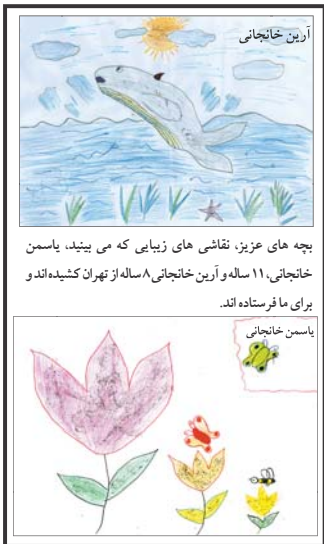 آرین خانجانی
بچه های عزیز، نقاشی های زیبایی که می بینید، یاسمن
خانجانی، ۱۱ ساله و آرین خانجانی ۸ ساله از تهران کشیده اند و
برای ما فرستاده اند.
یاسمن خانجانی